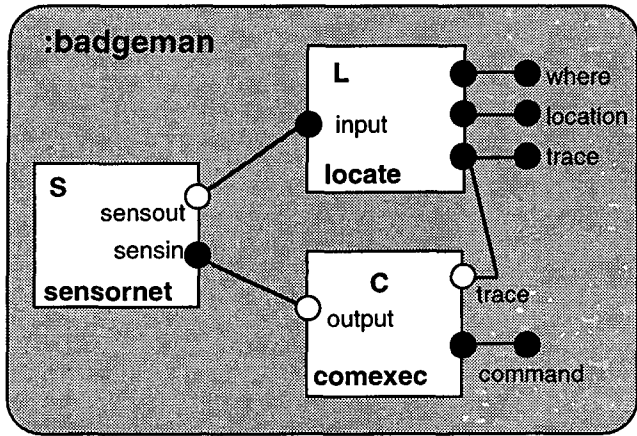 :badgeman
L
where
input
location
trace
locate
S
sensout
sensin
sensornet
C
trace
output
comexec
command